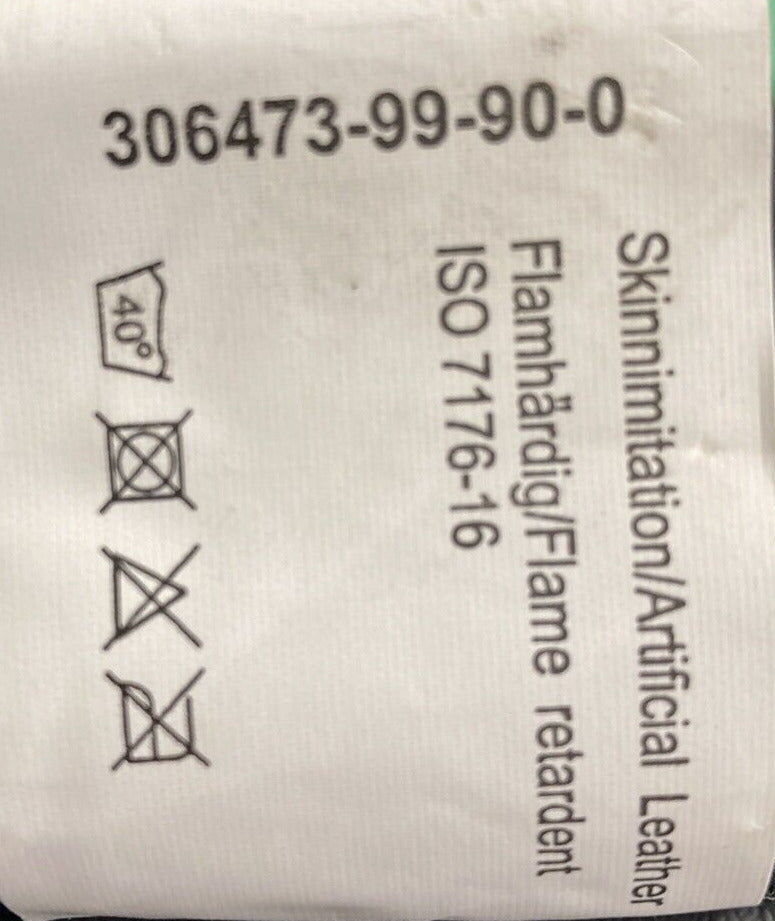 306473-99-90-0
Skinnimitation/Artificial Leather
Flamhärdig/Flame retardent
ISO 7176-16
40°